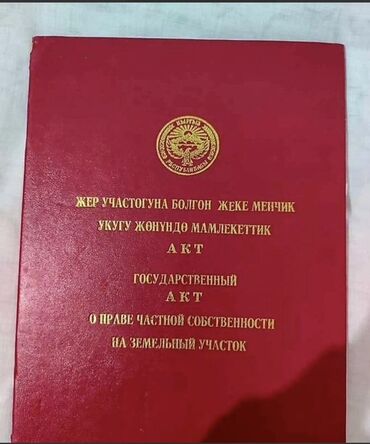 ЖЕР УЧАСТОГУНА БОЛГОН ЖЕКЕ МЕНЧИК
УКУГУ ЖӨНҮНДӨ МАМЛЕКЕТТИК
АКТ
ГОСУДАРСТВЕННЫЙ
АКТ
О ПРАВЕ ЧАСТНОЙ СОБСТВЕННОСТИ
НА ЗЕМЕЛЬНЫЙ УЧАСТОК